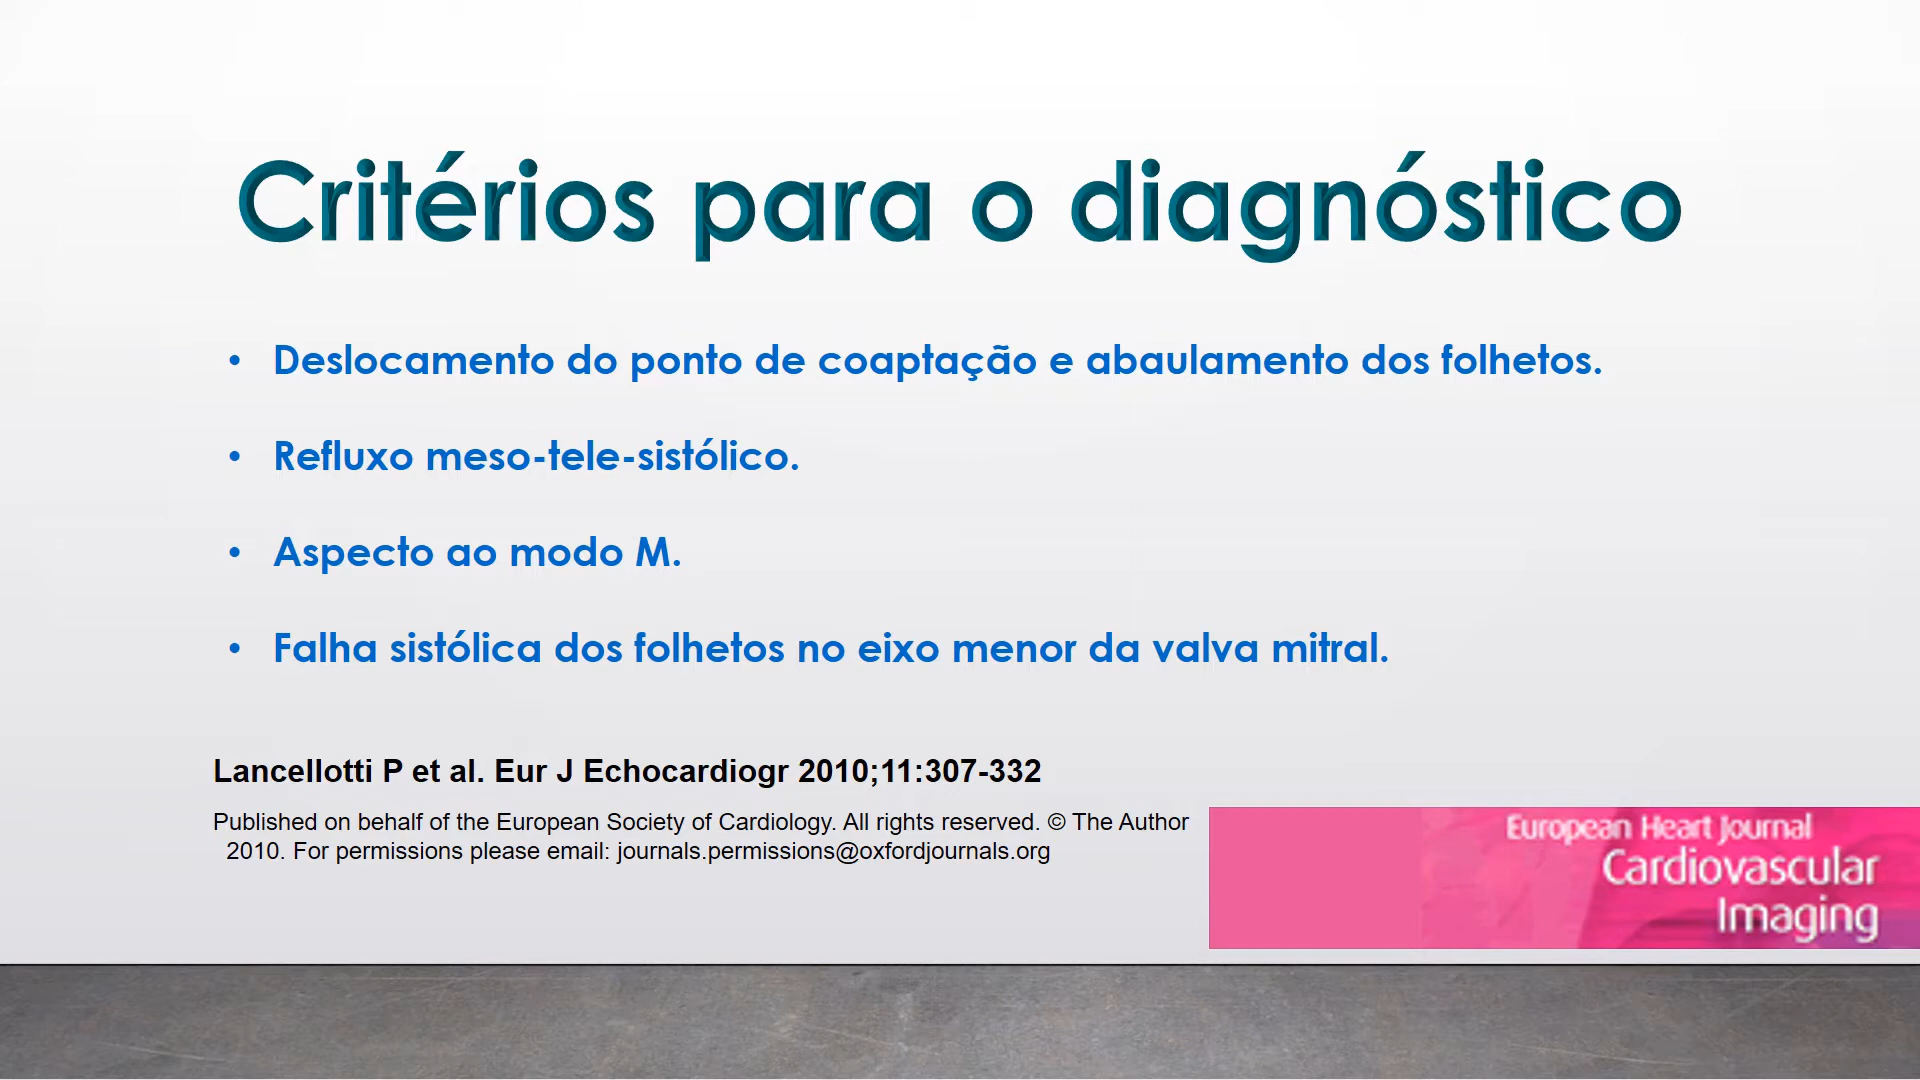 Critérios para o diagnóstico
• Deslocamento do ponto de coaptação e abaulamento dos folhetos.
• Refluxo meso-tele-sistólico.
• Aspecto ao modo M.
• Falha sistólica dos folhetos no eixo menor da valva mitral.
Lancellotti P et al. Eur J Echocardiogr 2010;11:307-332
Published on behalf of the European Society of Cardiology. All rights reserved. © The Author
2010. For permissions please email: journals.permissions@oxfordjournals.org
European Heart Journal
Cardiovascular
Imaging